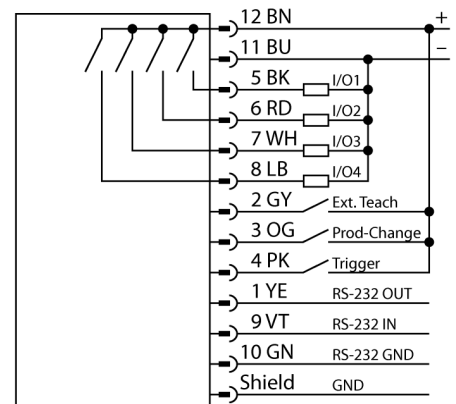 12 BN +
11 BU −
5 BK I/O1
6 RD I/O2
7 WH I/O3
8 LB I/O4
2 GY Ext. Teach
3 OG Prod-Change
4 PK Trigger
1 YE RS-232 OUT
9 VT RS-232 IN
10 GN RS-232 GND
Shield GND